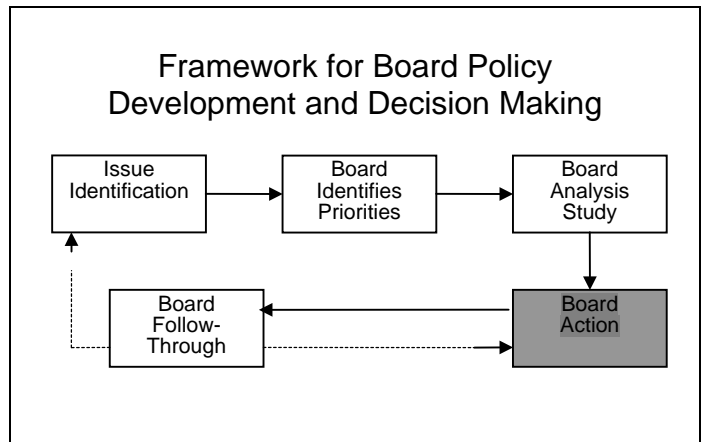 Framework for Board Policy
Development and Decision Making
Issue
Identification
Board
Identifies
Priorities
Board
Analysis
Study
Board
Follow-
Through
Board
Action